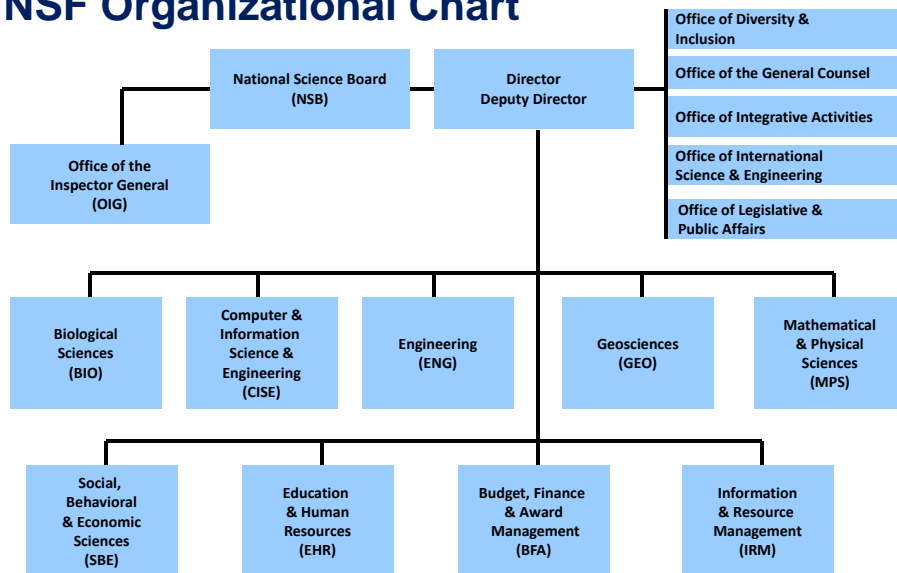 NSF Organizational Chart
Office of Diversity &
Inclusion
National Science Board
(NSB)
Director
Deputy Director
Office of the General Counsel
Office of Integrative Activities
Office of the
Inspector General
(OIG)
Office of International
Science & Engineering
Office of Legislative &
Public Affairs
Biological
Sciences
(BIO)
Computer &
Information
Science &
Engineering
(CISE)
Engineering
(ENG)
Geosciences
(GEO)
Mathematical
& Physical
Sciences
(MPS)
Social,
Behavioral
& Economic
Sciences
(SBE)
Education
& Human
Resources
(EHR)
Budget, Finance
& Award
Management
(BFA)
Information
& Resource
Management
(IRM)